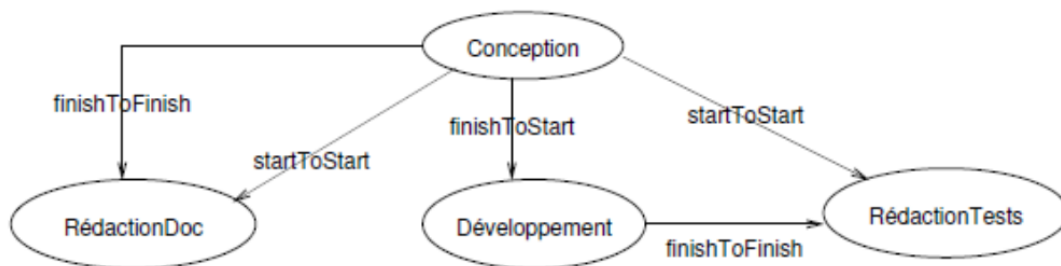 Conception
finishToFinish
finishToStart
startToStart
startToStart
RédactionDoc
Développement
RédactionTests
finishToFinish